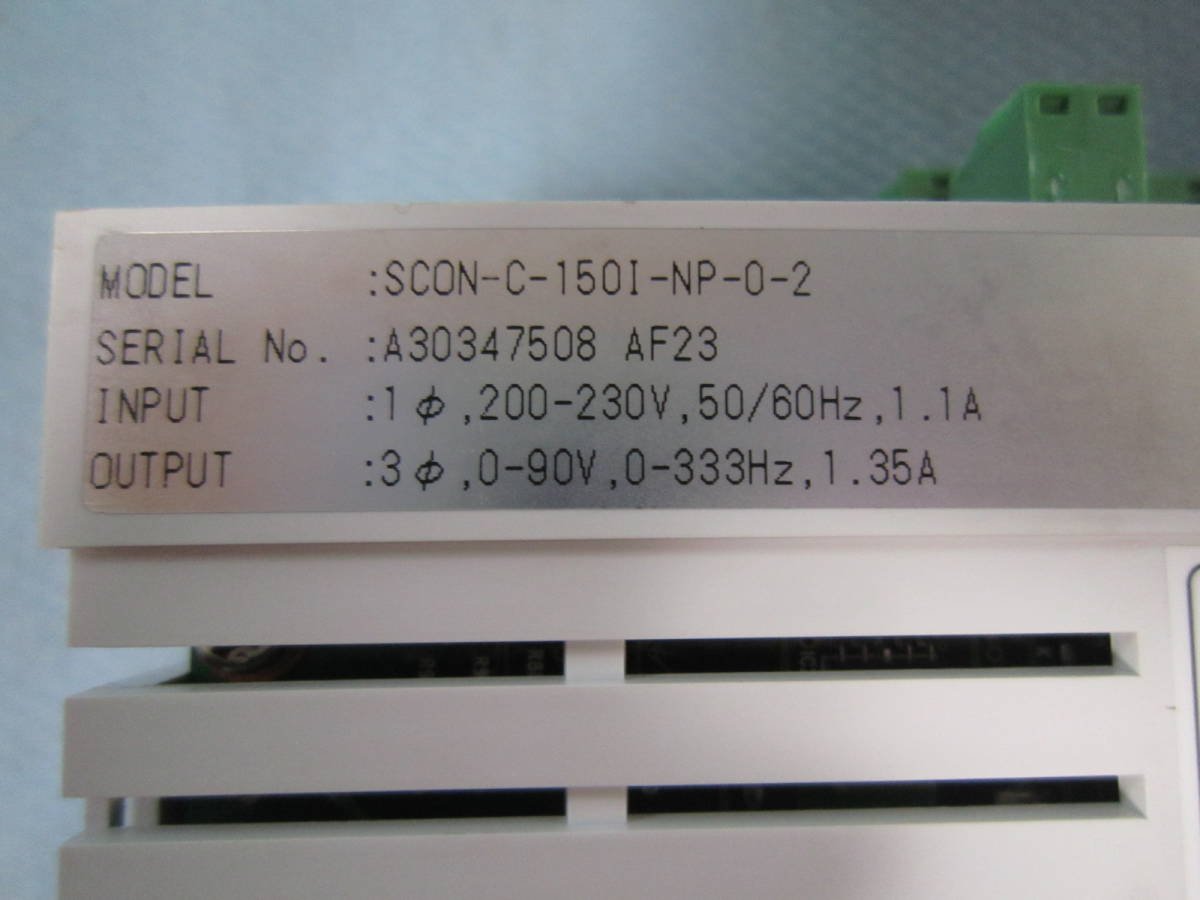 MODEL :SCON-C-150I-NP-0-2
SERIAL No. :A30347508 AF23
INPUT :1φ,200-230V,50/60Hz,1.1A
OUTPUT :3φ,0-90V,0-333Hz,1.35A